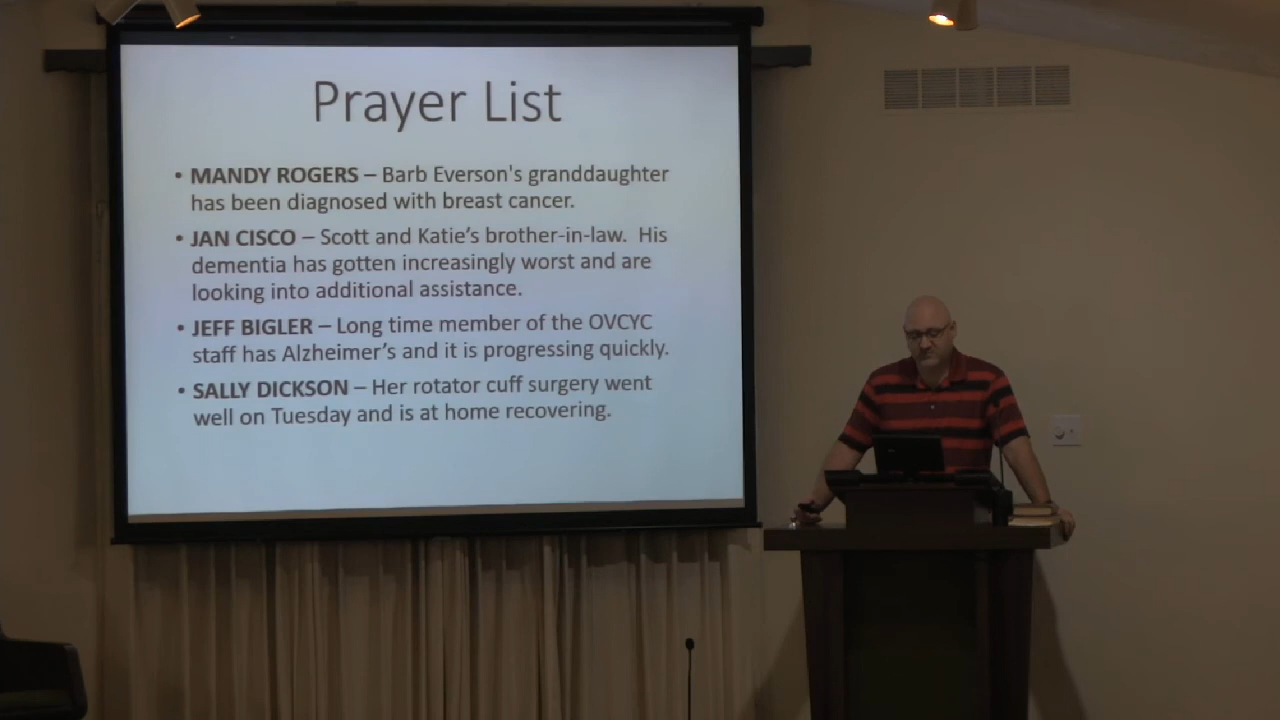 Prayer List
• MANDY ROGERS – Barb Everson's granddaughter
has been diagnosed with breast cancer.
• JAN CISCO – Scott and Katie's brother-in-law.  His
dementia has gotten increasingly worst and are
looking into additional assistance.
• JEFF BIGLER – Long time member of the OVCYC
staff has Alzheimer's and it is progressing quickly.
• SALLY DICKSON – Her rotator cuff surgery went
well on Tuesday and is at home recovering.